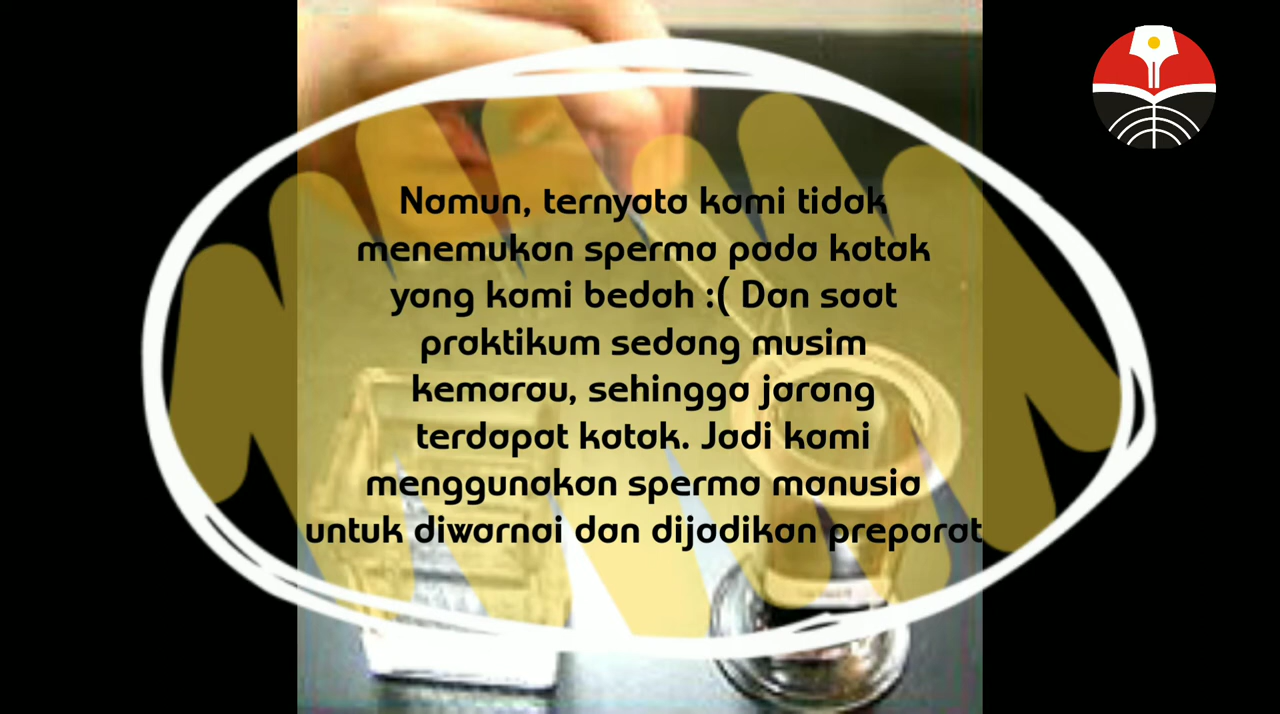 Namun, ternyata kami tidak
menemukan sperma pada katak
yang kami bedah :( Dan saat
praktikum sedang musim
kemarau, sehingga jarang
terdapat katak. Jadi kami
menggunakan sperma manusia
untuk diwarnai dan dijadikan preparat